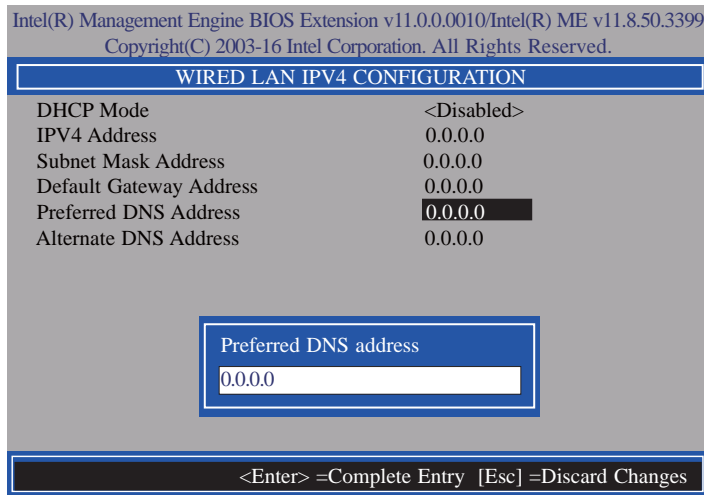 Intel(R) Management Engine BIOS Extension v11.0.0.0010/Intel(R) ME v11.8.50.3399
Copyright(C) 2003-16 Intel Corporation. All Rights Reserved.
WIRED LAN IPV4 CONFIGURATION
DHCP Mode <Disabled>
IPV4 Address 0.0.0.0
Subnet Mask Address 0.0.0.0
Default Gateway Address 0.0.0.0
Preferred DNS Address 0.0.0.0
Alternate DNS Address 0.0.0.0
Preferred DNS address
0.0.0.0
<Enter> =Complete Entry [Esc] =Discard Changes